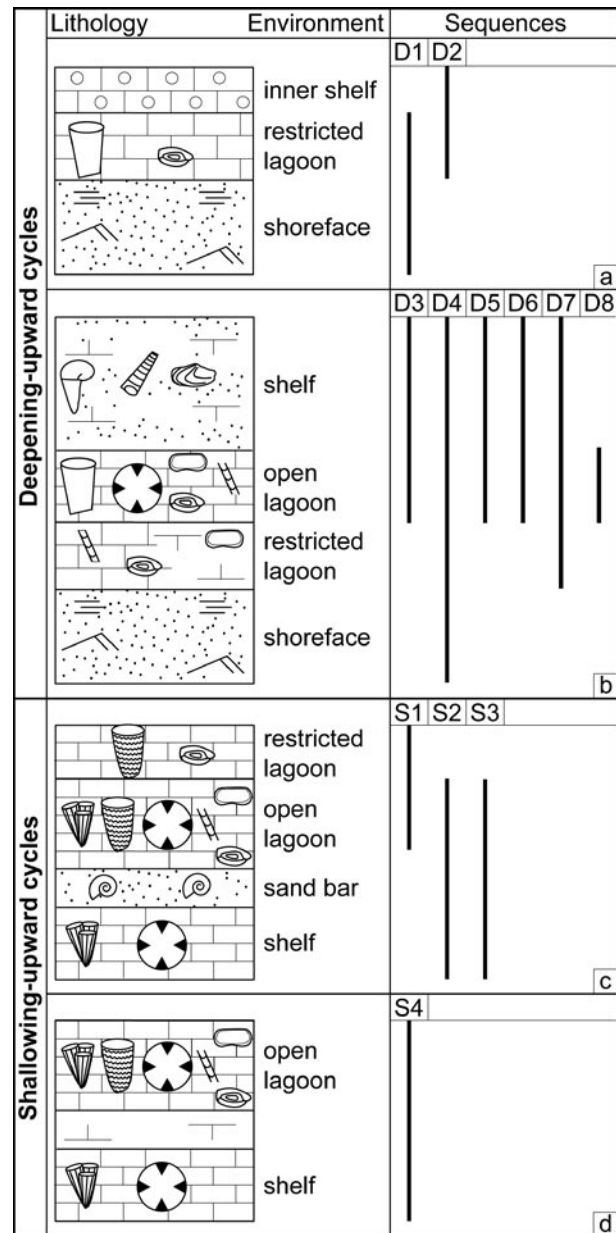 Lithology Environment Sequences
Deepening-upward cycles
D1 D2
inner shelf
restricted
lagoon
shoreface
a
D3 D4 D5 D6 D7 D8
shelf
open
lagoon
restricted
lagoon
shoreface
b
Shallowing-upward cycles
S1 S2 S3
restricted
lagoon
open
lagoon
sand bar
shelf
c
S4
open
lagoon
shelf
d